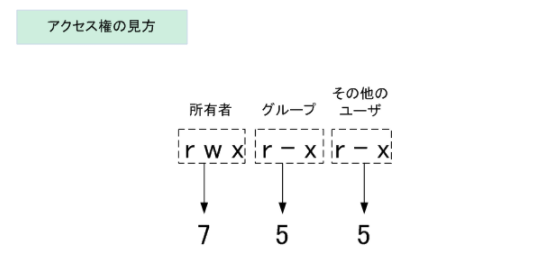 アクセス権の見方
所有者 グループ その他の
ユーザ
r w x r − x r − x
7 5 5